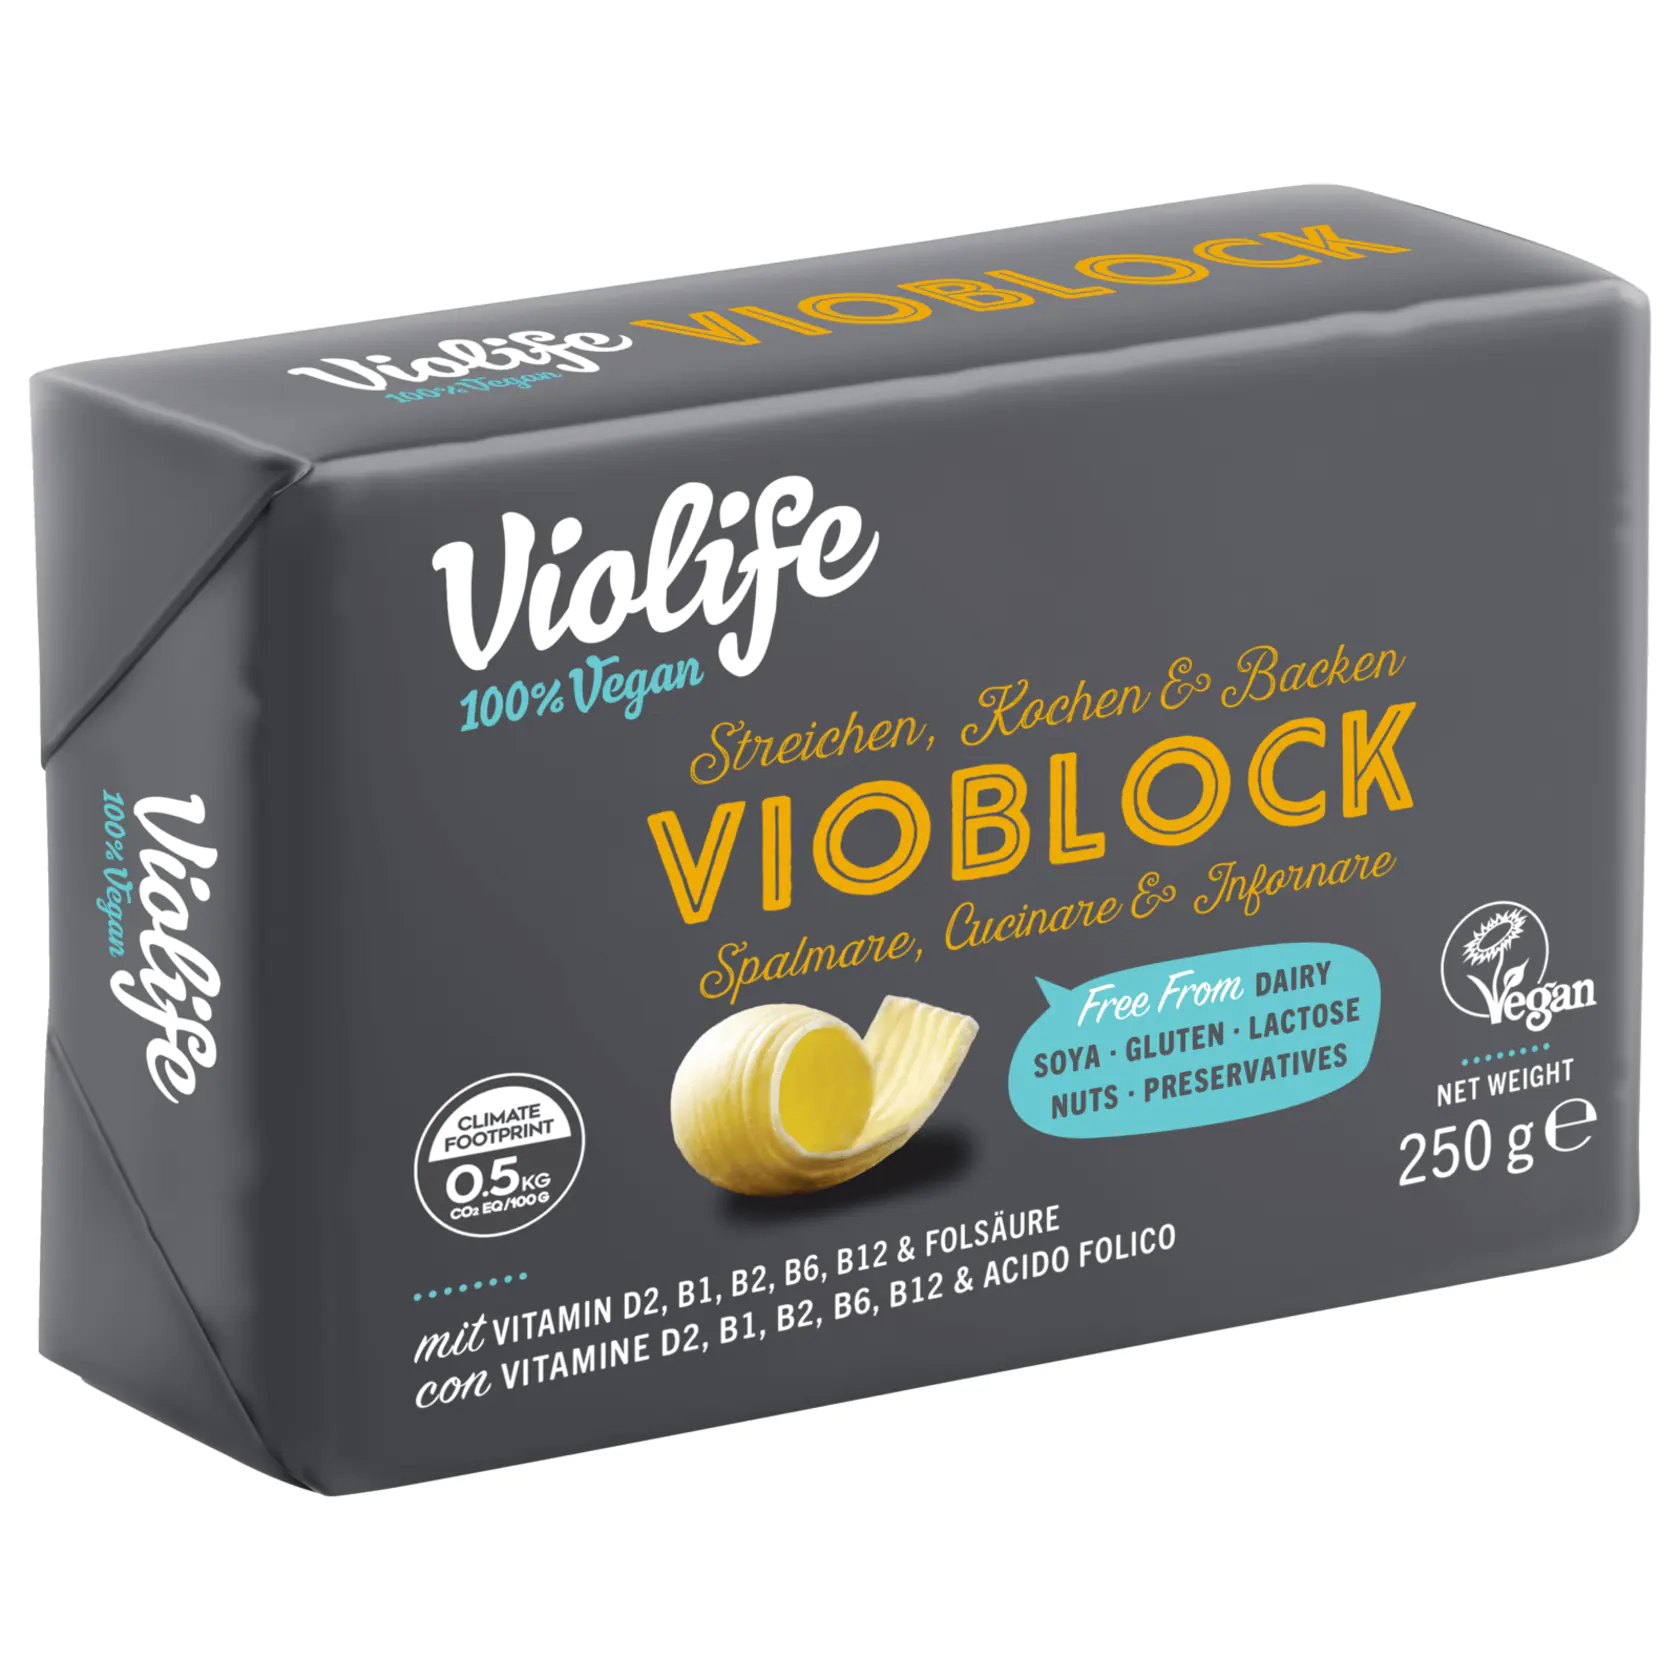 Violife VIOBLOCK
100% Vegan
Violife
100% Vegan
Violife
100% Vegan
Streichen, Kochen & Backen
VIOBLOCK
Spalmare, Cucinare & Infornare
Free From DAIRY
SOYA · GLUTEN · LACTOSE
NUTS · PRESERVATIVES
Vegan
NET WEIGHT
250 g ℮
CLIMATE
FOOTPRINT
0.5 KG
CO2 EQ/100 G
mit VITAMIN D2, B1, B2, B6, B12 & FOLSÄURE
con VITAMINE D2, B1, B2, B6, B12 & ACIDO FOLICO